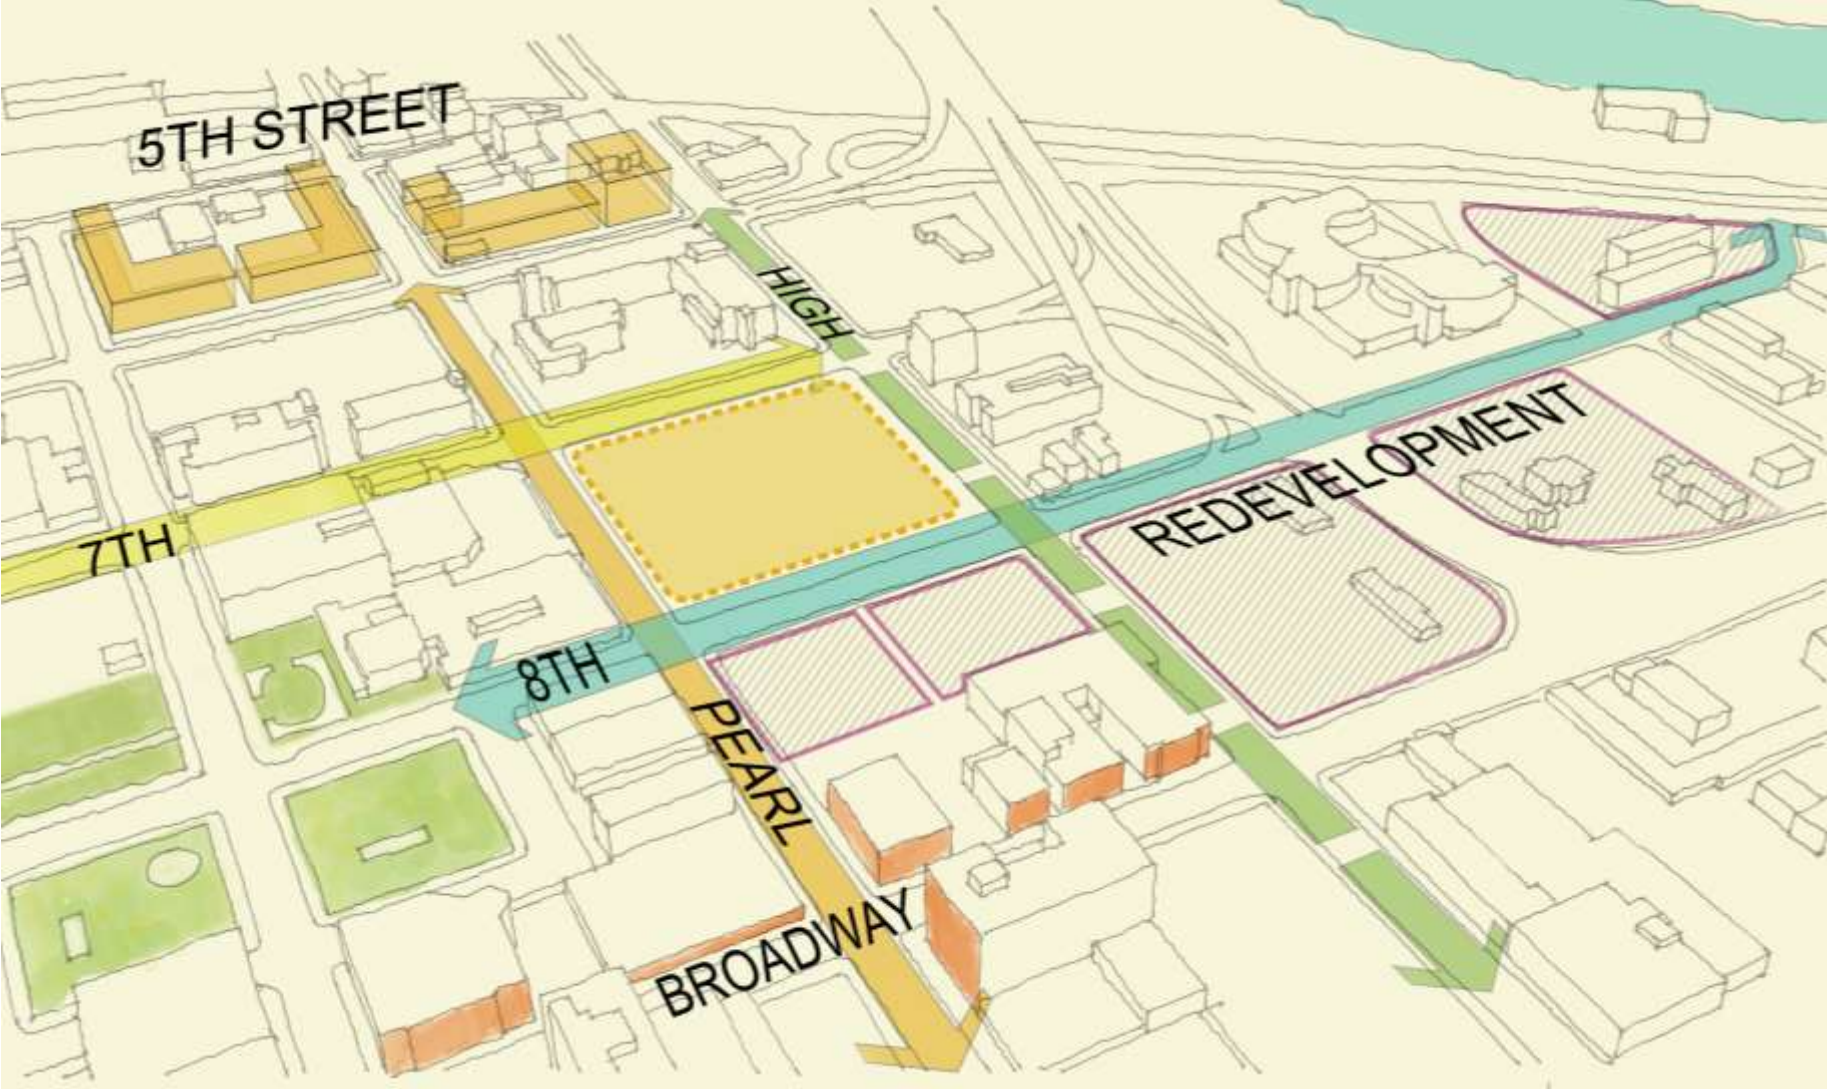 5TH STREET
HIGH
REDEVELOPMENT
7TH
8TH
PEARL
BROADWAY